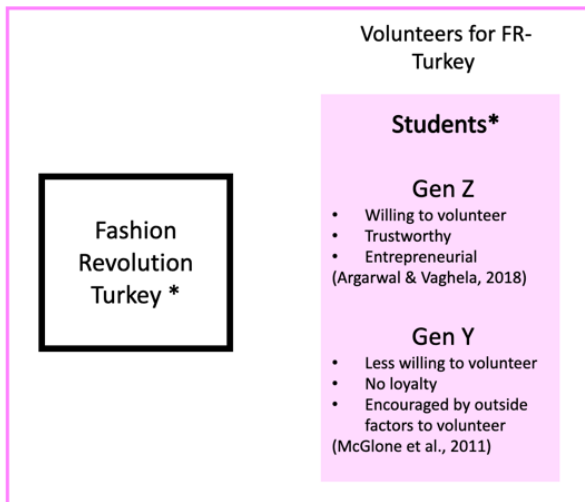 Volunteers for FR-
Turkey
Students*
Fashion
Revolution
Turkey *
Gen Z
• Willing to volunteer
• Trustworthy
• Entrepreneurial
(Argarwal & Vaghela, 2018)
Gen Y
• Less willing to volunteer
• No loyalty
• Encouraged by outside
factors to volunteer
(McGlone et al., 2011)